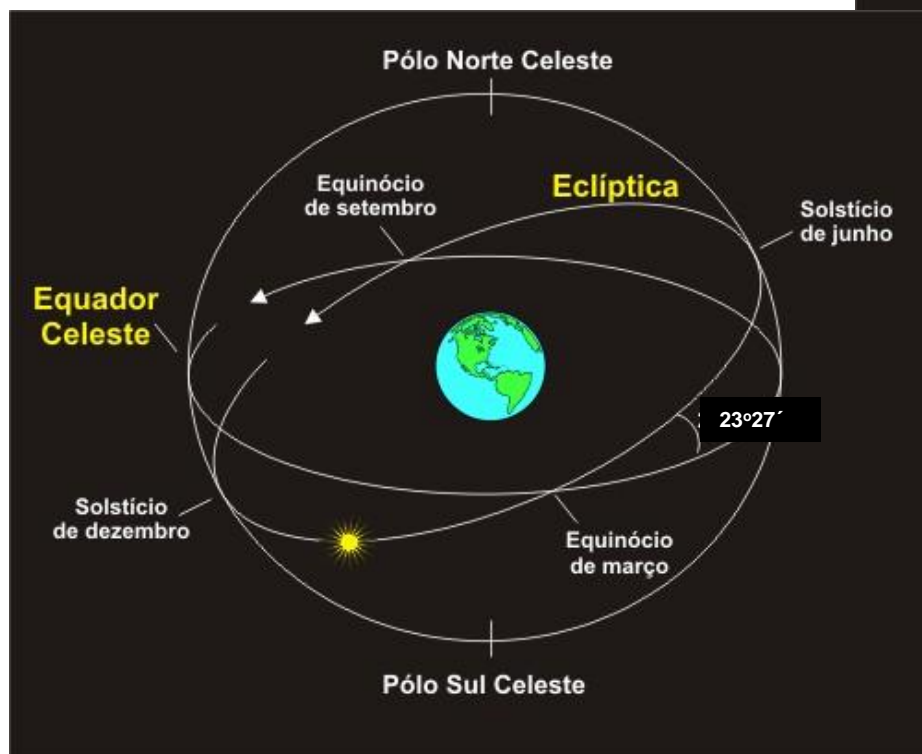 Pólo Norte Celeste
Equinócio
de setembro
Eclíptica
Solstício
de junho
Equador
Celeste
23º27´
Solstício
de dezembro
Equinócio
de março
Pólo Sul Celeste